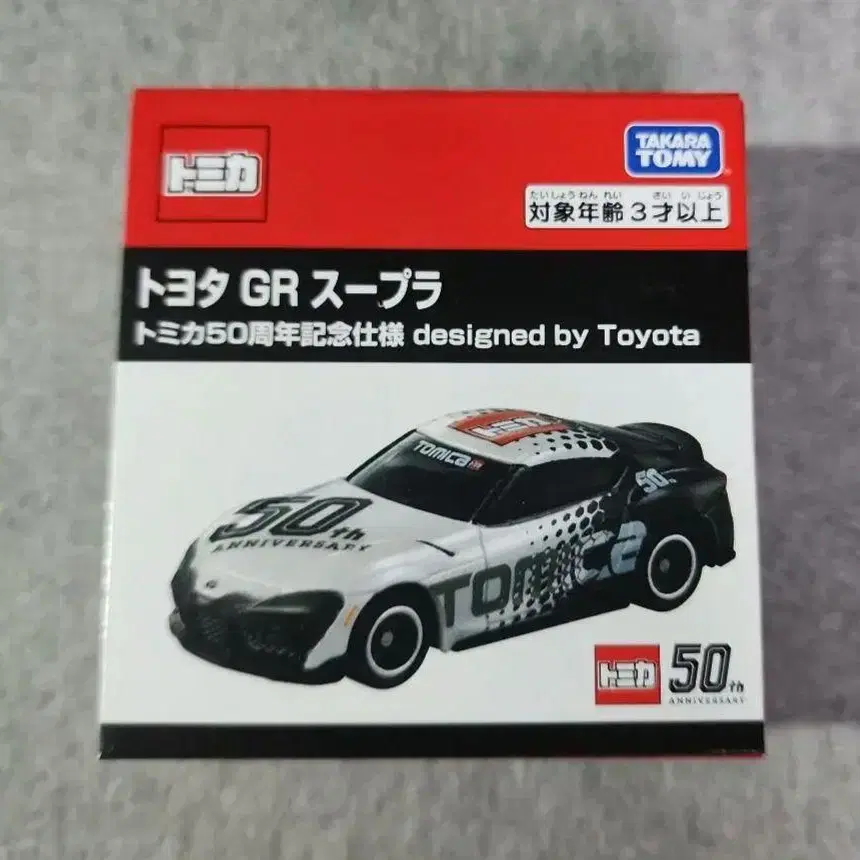 トミカ
TAKARA
TOMY
たいしょうねんれい さいいじょう
対象年齢3才以上
トヨタ GR スープラ
トミカ50周年記念仕様 designed by Toyota
トミカ
TOMICA
50
50th
ANNIVERSARY
TOMICA
トミカ
50th
ANNIVERSARY